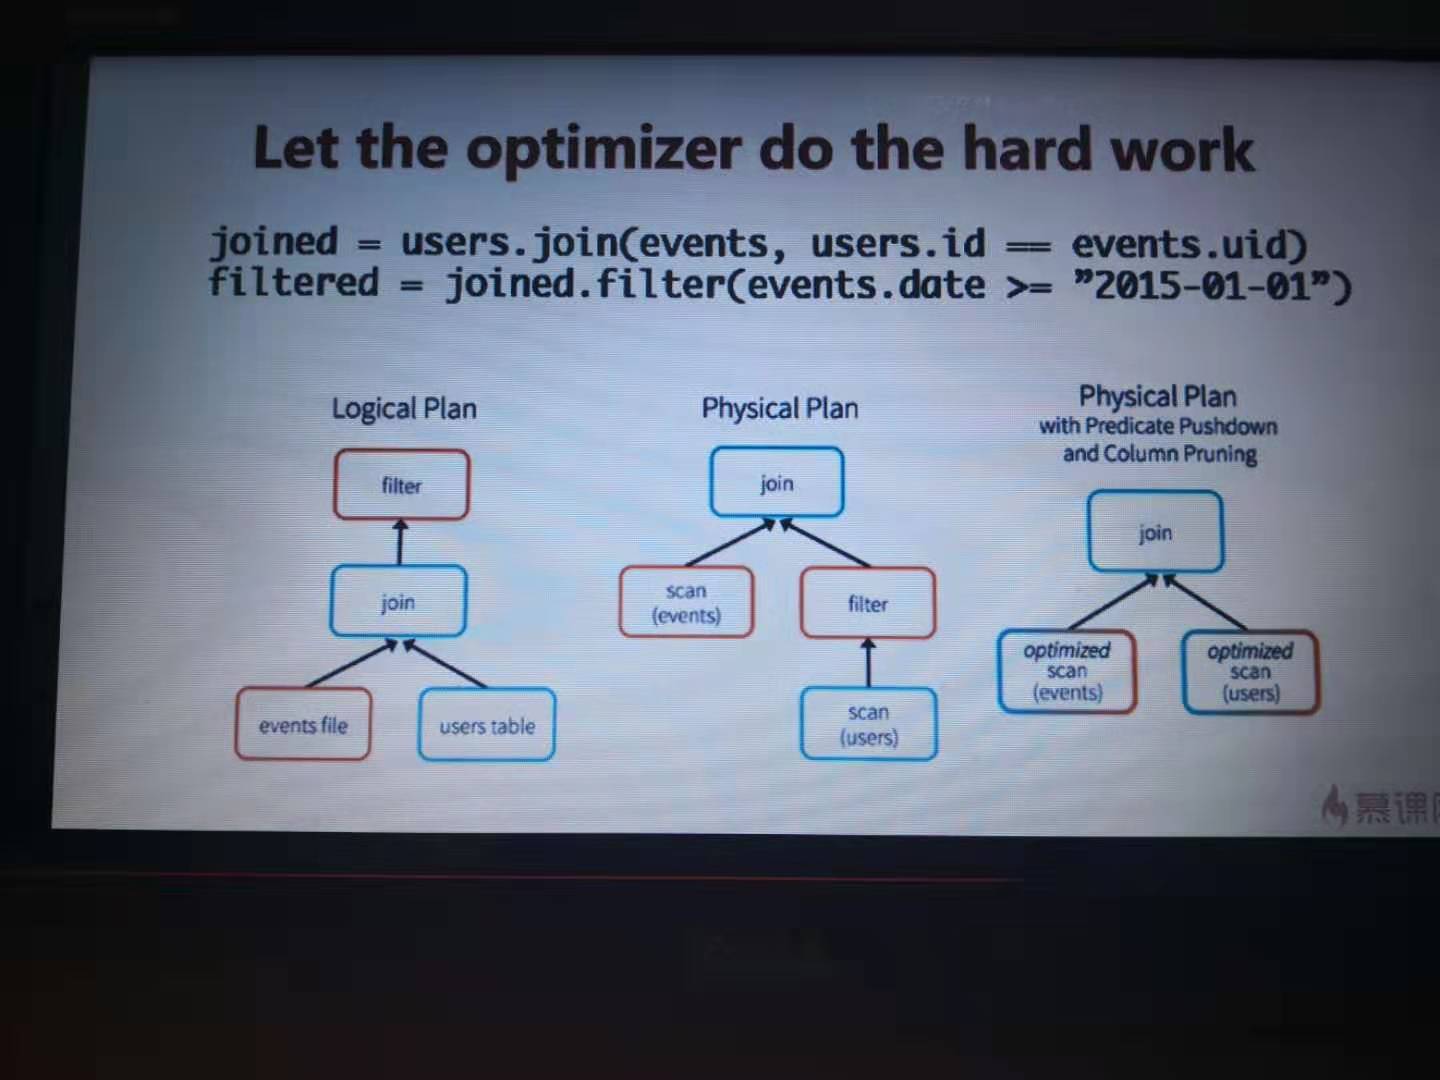 Let the optimizer do the hard work
joined = users.join(events, users.id == events.uid)
filtered = joined.filter(events.date >= ”2015-01-01”)
Logical Plan
filter
join
events file
users table
Physical Plan
join
scan
(events)
filter
scan
(users)
Physical Plan
with Predicate Pushdown
and Column Pruning
join
optimized
scan
(events)
optimized
scan
(users)
慕课